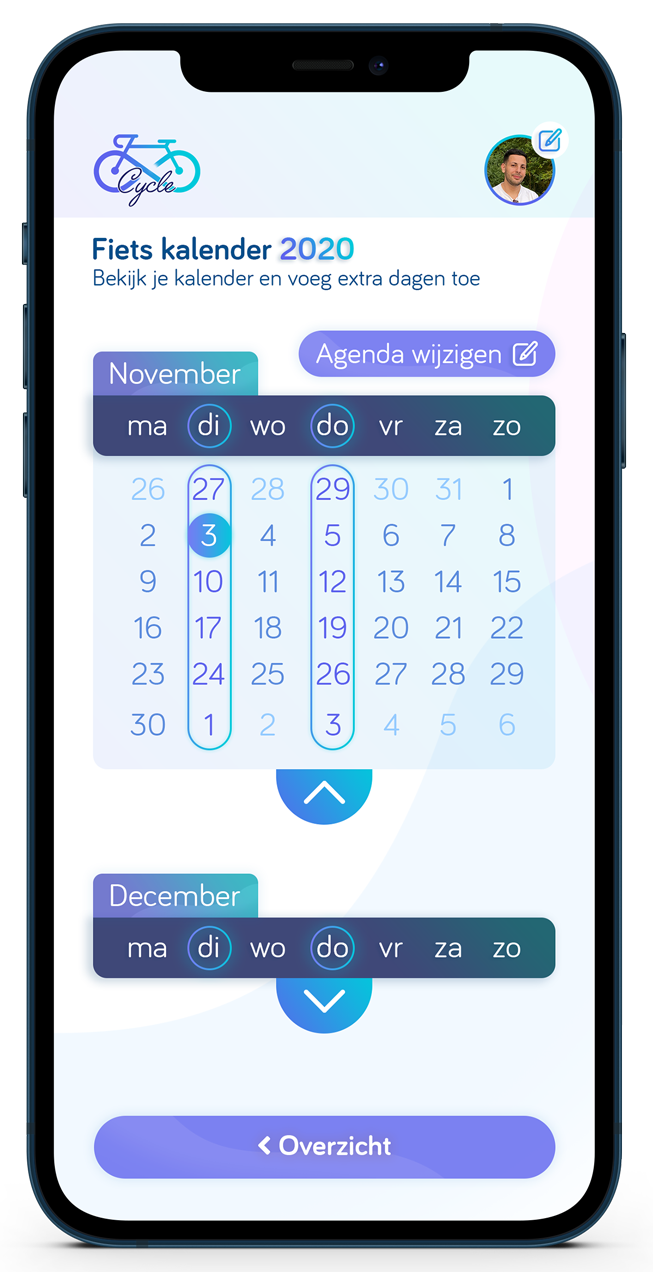 Cycle
Fiets kalender 2020
Bekijk je kalender en voeg extra dagen toe
Agenda wijzigen
November
ma di wo do vr za zo
26 27 28 29 30 31 1
2 3 4 5 6 7 8
9 10 11 12 13 14 15
16 17 18 19 20 21 22
23 24 25 26 27 28 29
30 1 2 3 4 5 6
December
ma di wo do vr za zo
Overzicht